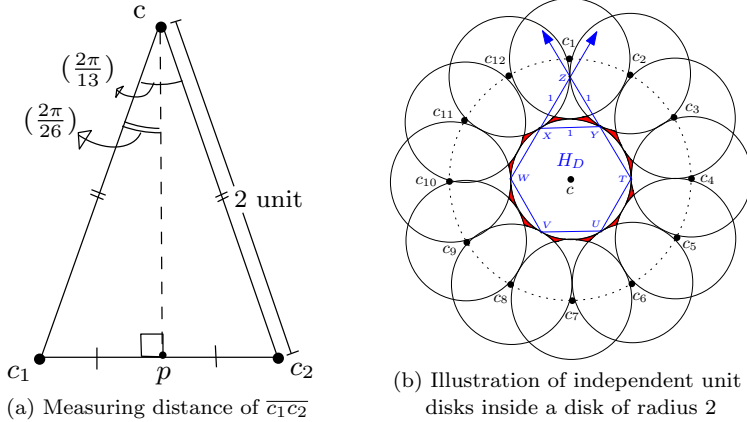 c
(2π/13)
(2π/26)
2 unit
c₁
p
c₂
(a) Measuring distance of c₁c₂
c₁
c₂
c₃
c₄
c₅
c₆
c₇
c₈
c₉
c₁₀
c₁₁
c₁₂
Z
1 1
X 1 Y
W H_D T
c
V U
(b) Illustration of independent unit
disks inside a disk of radius 2